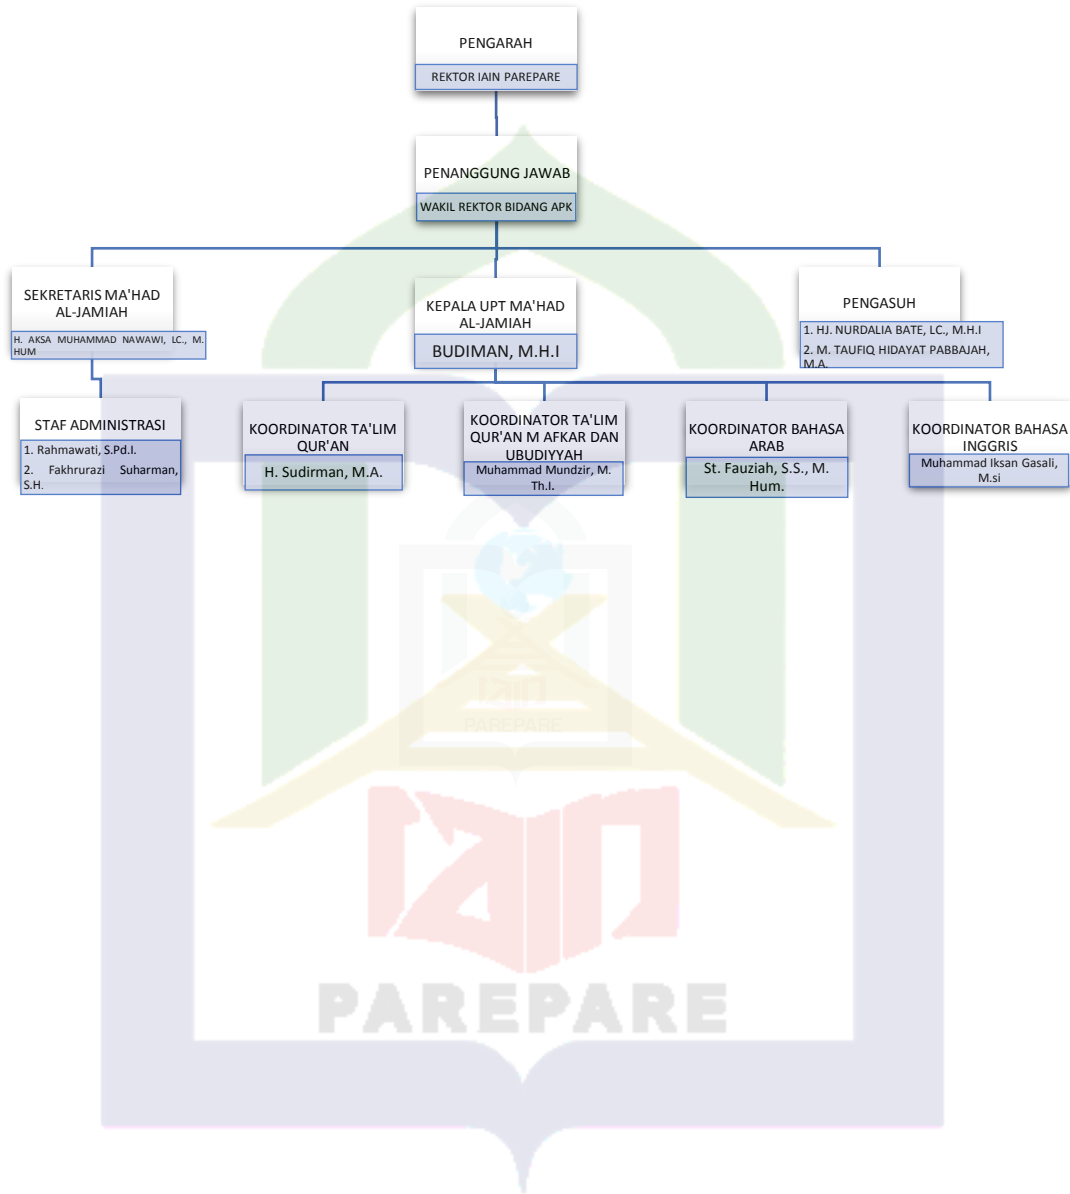 PENGARAH
REKTOR IAIN PAREPARE
PENANGGUNG JAWAB
WAKIL REKTOR BIDANG APK
SEKRETARIS MA'HAD
AL-JAMIAH
H. AKSA MUHAMMAD NAWAWI, LC., M.
HUM
KEPALA UPT MA'HAD
AL-JAMIAH
BUDIMAN, M.H.I
PENGASUH
1. HJ. NURDALIA BATE, LC., M.H.I
2. M. TAUFIQ HIDAYAT PABBAJAH,
M.A.
STAF ADMINISTRASI
1. Rahmawati, S.Pd.I.
2. Fakhrurazi Suharman,
S.H.
KOORDINATOR TA'LIM
QUR'AN
H. Sudirman, M.A.
KOORDINATOR TA'LIM
QUR'AN M AFKAR DAN
UBUDIYYAH
Muhammad Mundzir, M.
Th.I.
KOORDINATOR BAHASA
ARAB
St. Fauziah, S.S., M.
Hum.
KOORDINATOR BAHASA
INGGRIS
Muhammad Iksan Gasali,
M.si
iain
PAREPARE
iain
PAREPARE